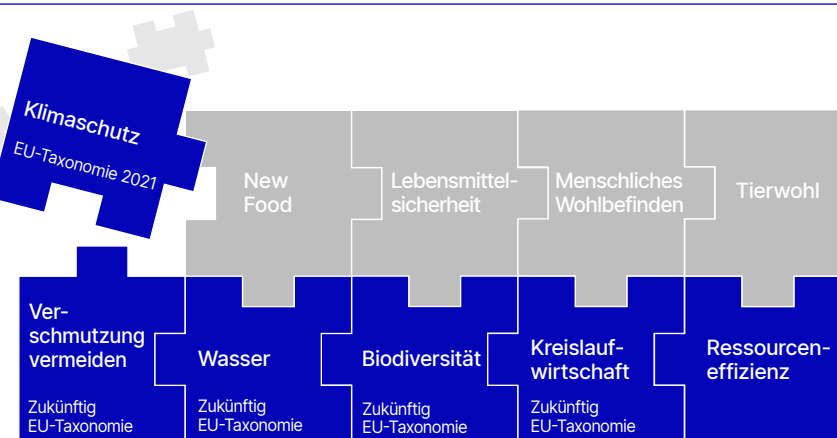 Klimaschutz
EU-Taxonomie 2021
New
Food
Lebensmittel-
sicherheit
Menschliches
Wohlbefinden
Tierwohl
Ver-
schmutzung
vermeiden
Zukünftig
EU-Taxonomie
Wasser
Zukünftig
EU-Taxonomie
Biodiversität
Zukünftig
EU-Taxonomie
Kreislauf-
wirtschaft
Zukünftig
EU-Taxonomie
Ressourcen-
effizienz